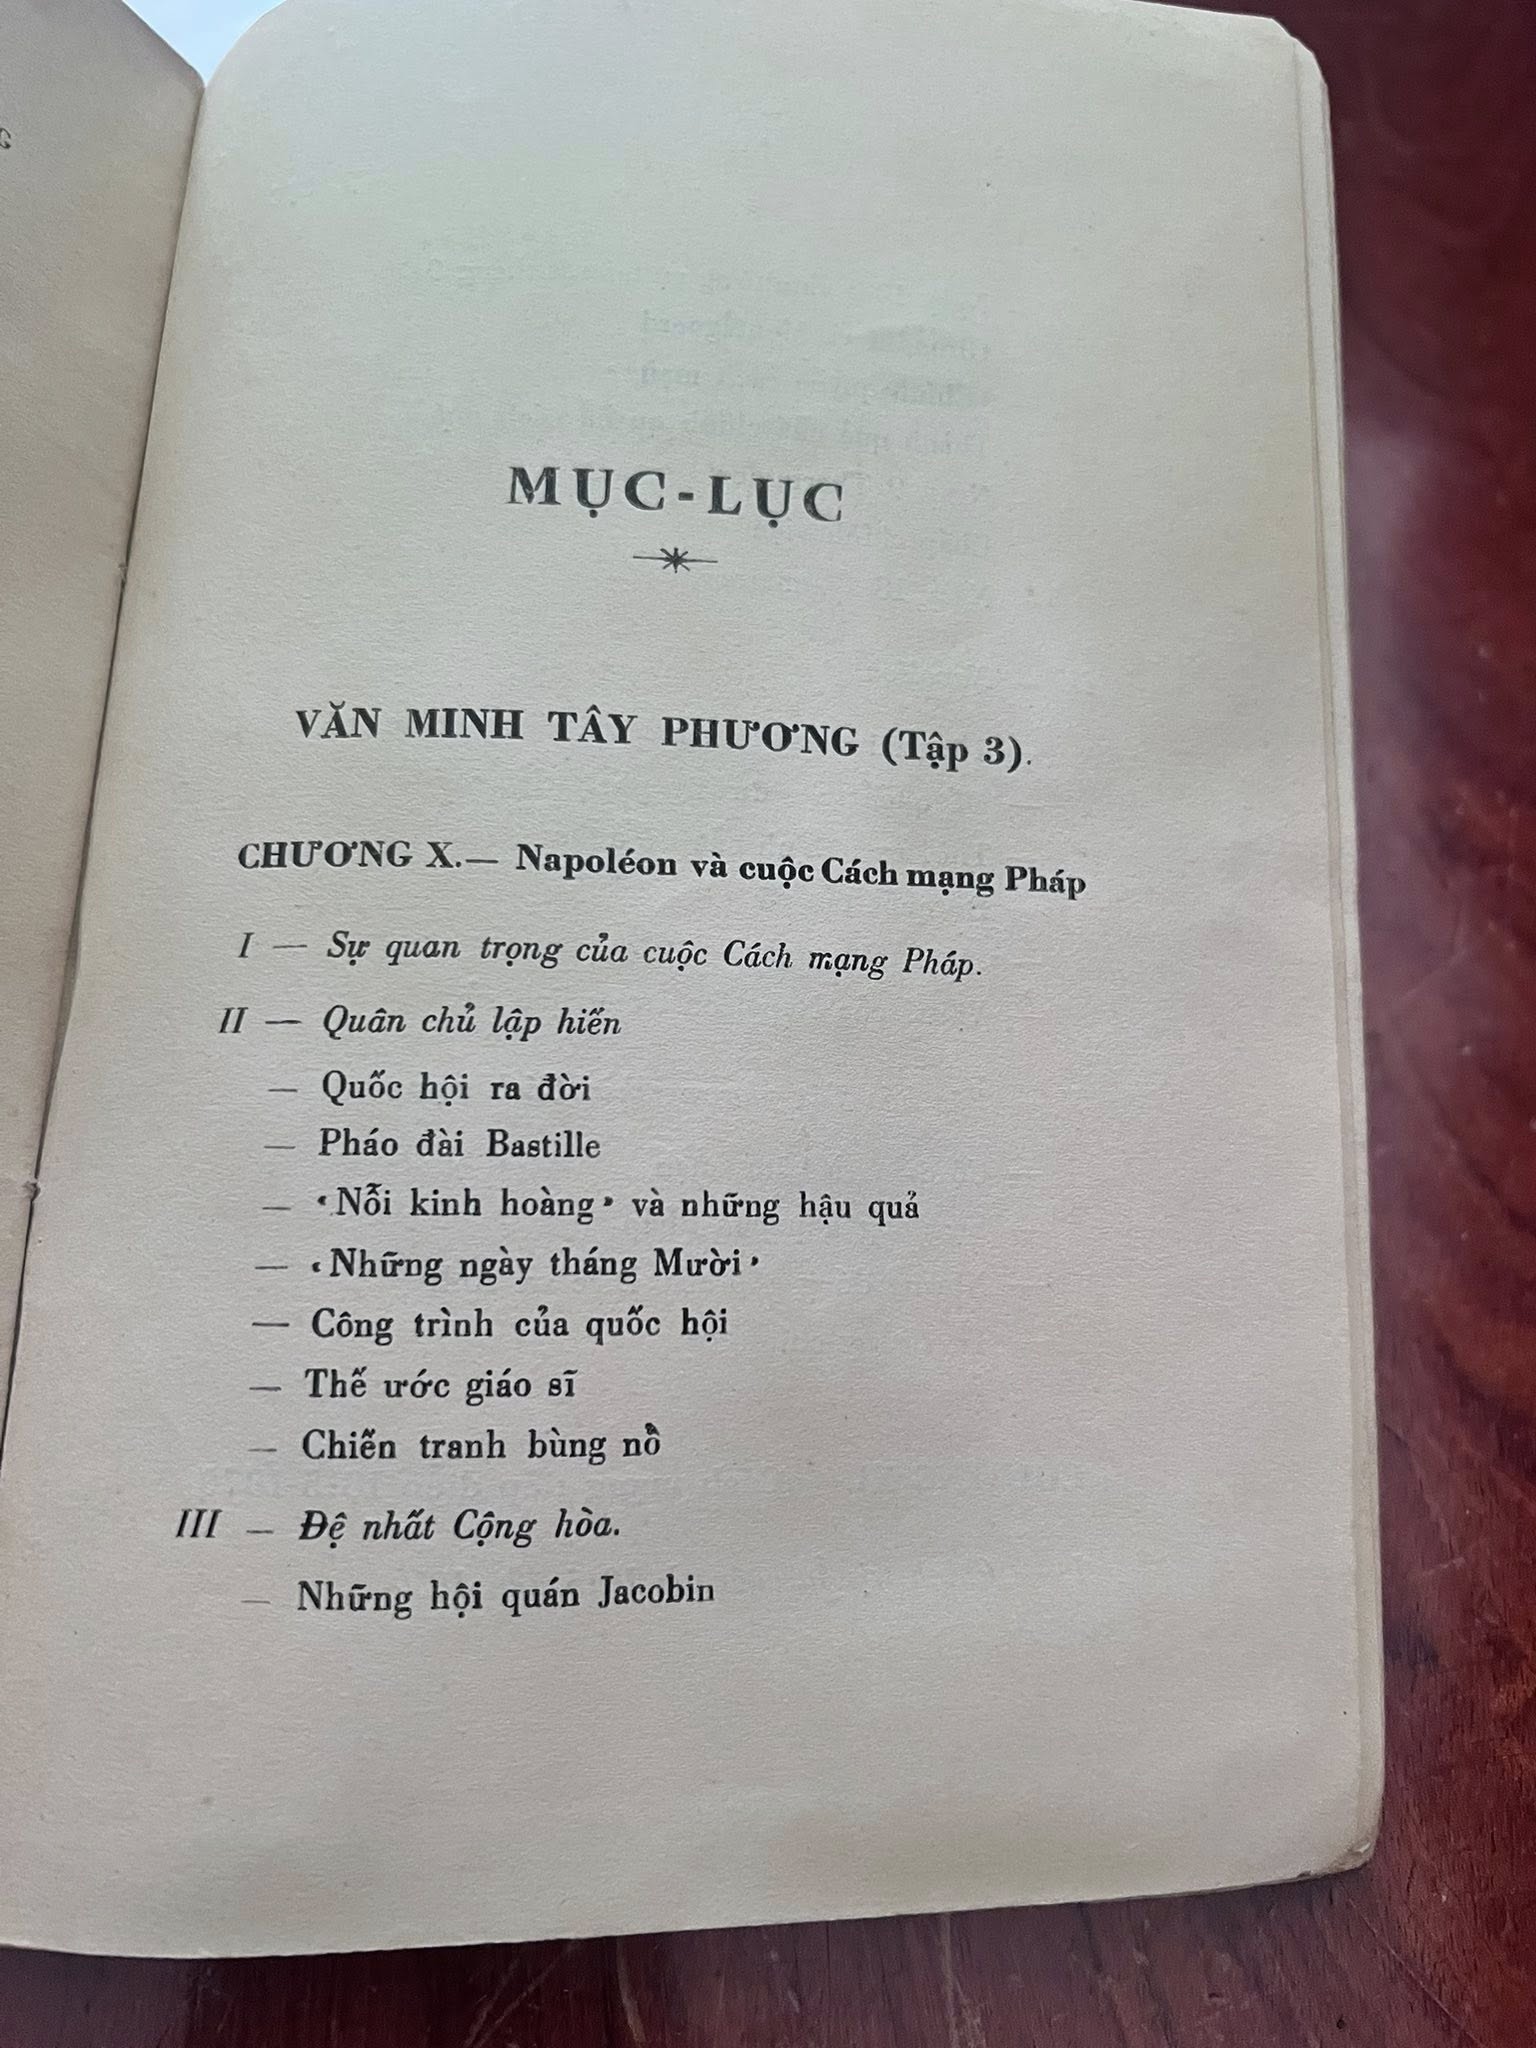 MỤC-LỤC
VĂN MINH TÂY PHƯƠNG (Tập 3).
CHƯƠNG X.— Napoléon và cuộc Cách mạng Pháp
I — Sự quan trọng của cuộc Cách mạng Pháp.
II — Quân chủ lập hiến
— Quốc hội ra đời
— Pháo đài Bastille
— «Nỗi kinh hoàng» và những hậu quả
— «Những ngày tháng Mười»
— Công trình của quốc hội
— Thế ước giáo sĩ
— Chiến tranh bùng nổ
III — Đệ nhất Cộng hòa.
— Những hội quán Jacobin